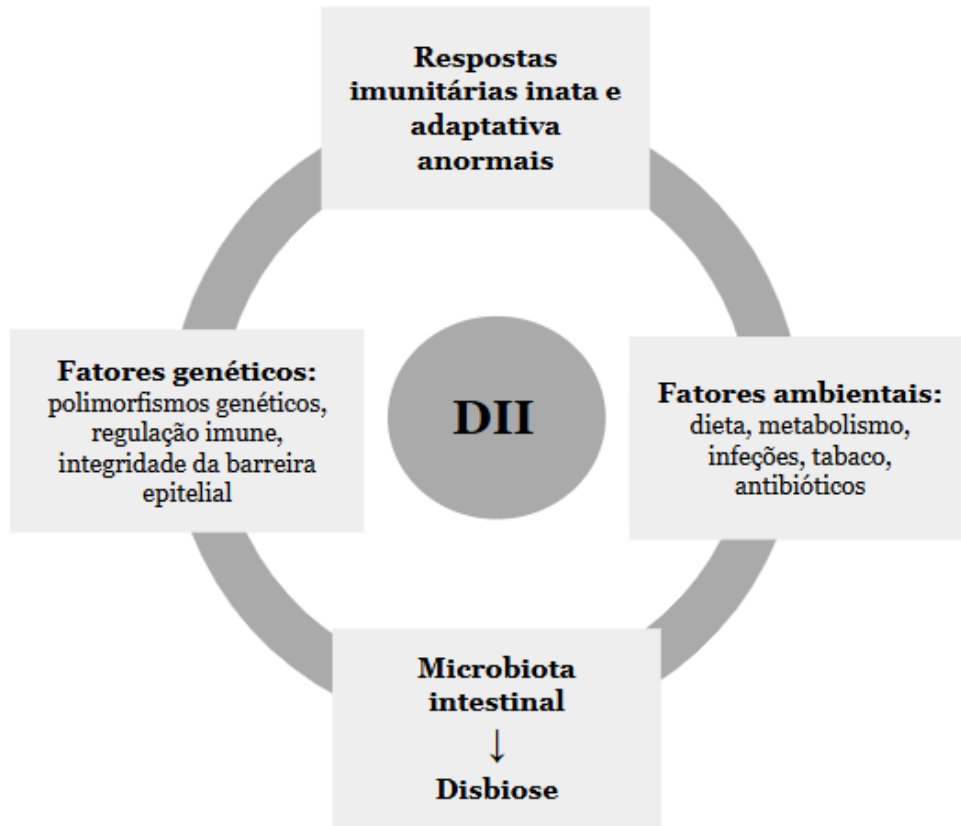 Respostas
imunitárias inata e
adaptativa
anormais
Fatores genéticos:
polimorfismos genéticos,
regulação imune,
integridade da barreira
epitelial
DII
Fatores ambientais:
dieta, metabolismo,
infeções, tabaco,
antibióticos
Microbiota
intestinal
↓
Disbiose